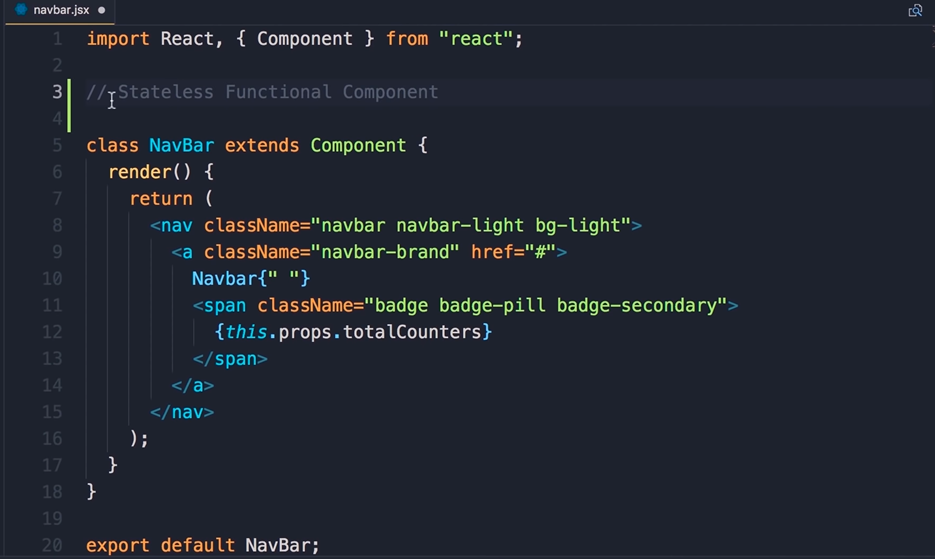 navbar.jsx
1 import React, { Component } from "react";
2
3 // Stateless Functional Component
4
5 class NavBar extends Component {
6 render() {
7 return (
8 <nav className="navbar navbar-light bg-light">
9 <a className="navbar-brand" href="#">
10 Navbar{" "}
11 <span className="badge badge-pill badge-secondary">
12 {this.props.totalCounters}
13 </span>
14 </a>
15 </nav>
16 );
17 }
18 }
19
20 export default NavBar;